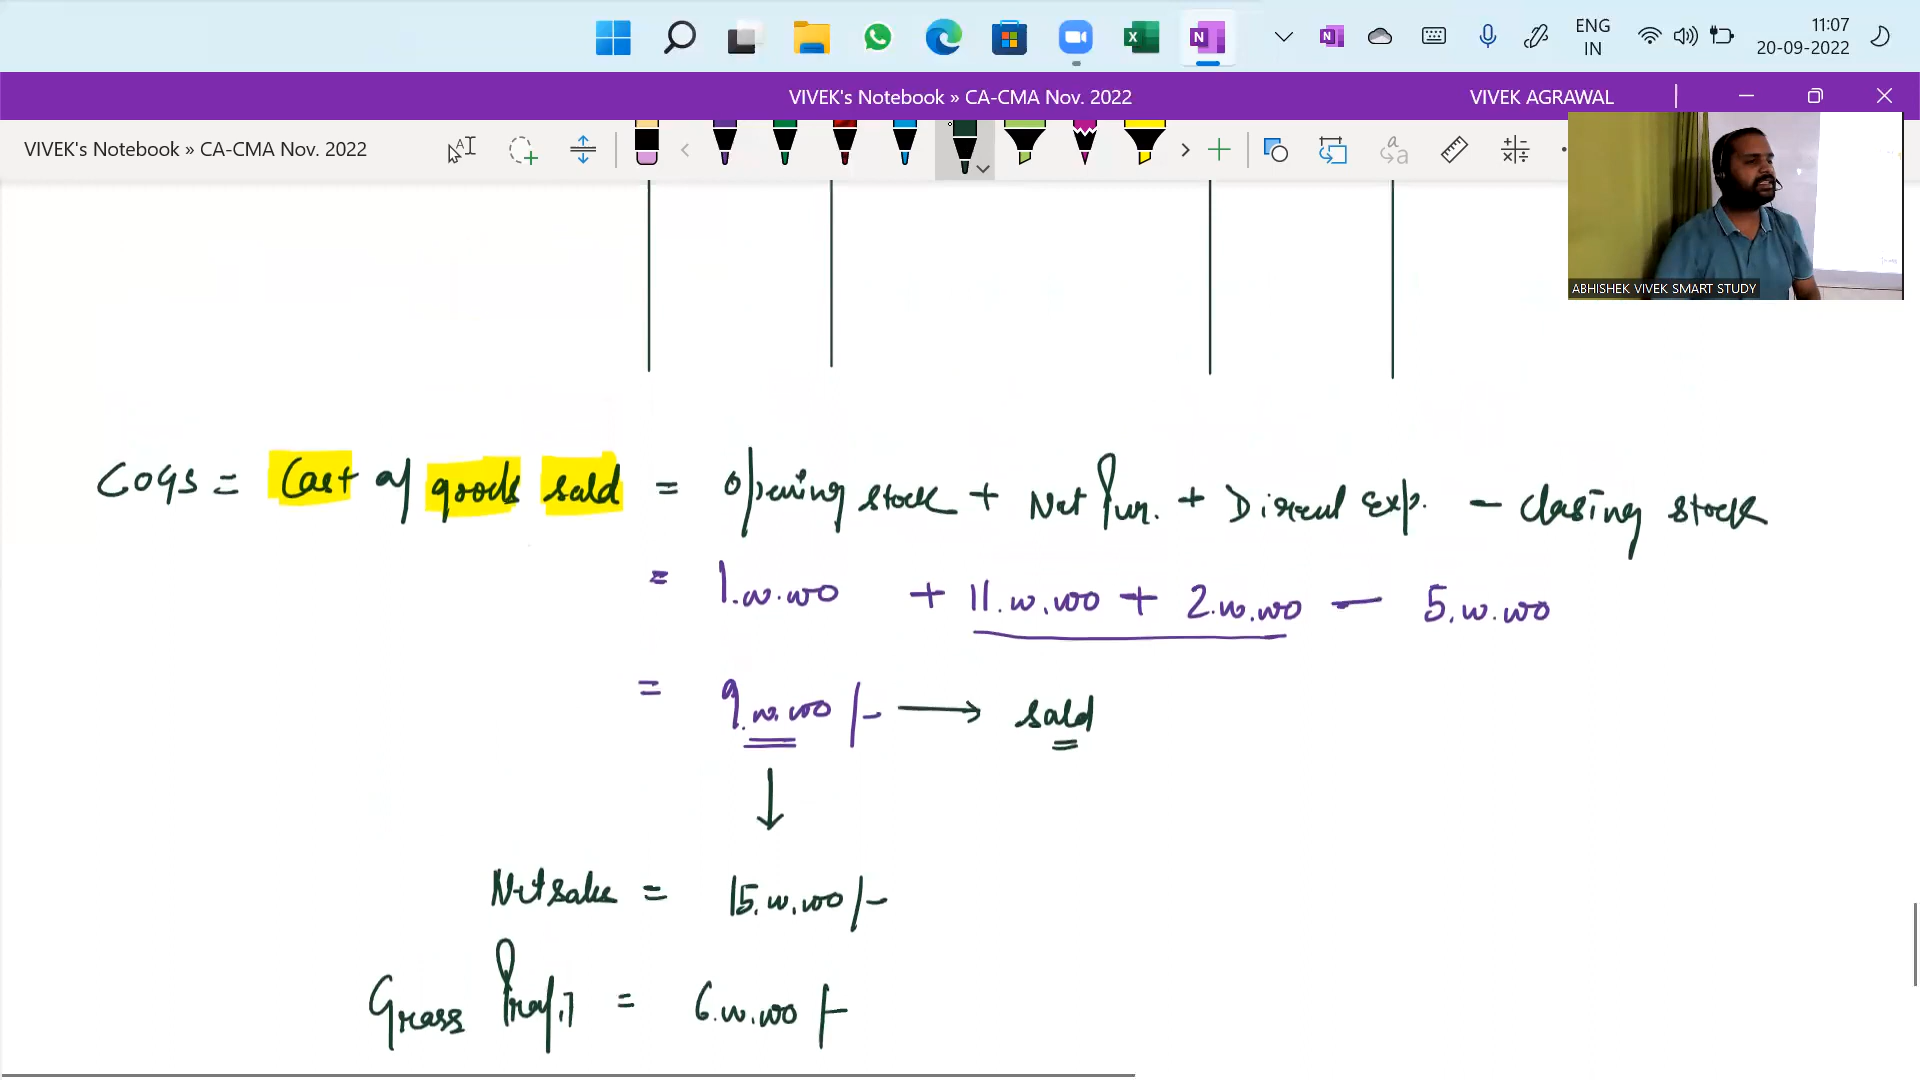 ENG
IN
11:07
20-09-2022
VIVEK's Notebook » CA-CMA Nov. 2022
VIVEK AGRAWAL
VIVEK's Notebook » CA-CMA Nov. 2022
ABHISHEK VIVEK SMART STUDY
COGS = Cost of goods sold = Opening stock + Net Pur. + Direct Exp. - closing stock
= 1.00.000 + 11.00.000 + 2.00.000 - 5.00.000
= 9.00.000/- → sold
↓
Net sales = 15.00.000/-
Gross Profit = 6.00.000/-